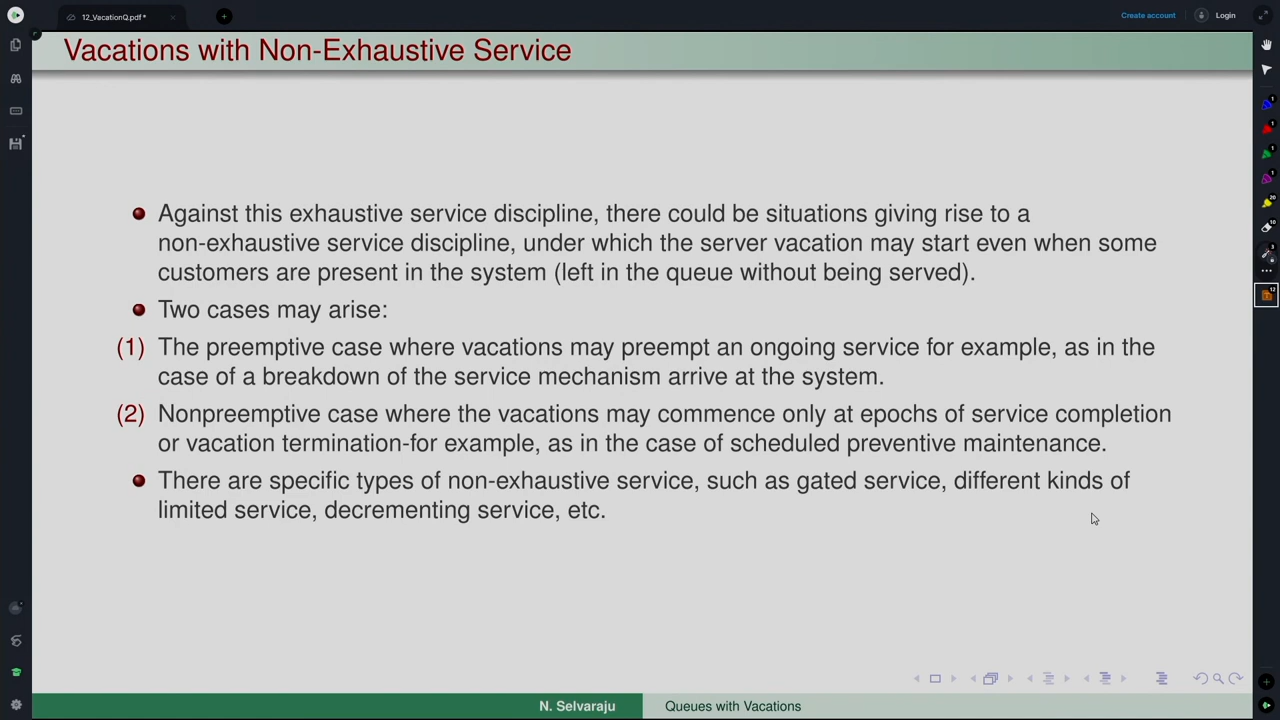 12_VacationQ.pdf *
Create account
Login
Vacations with Non-Exhaustive Service
Against this exhaustive service discipline, there could be situations giving rise to a
non-exhaustive service discipline, under which the server vacation may start even when some
customers are present in the system (left in the queue without being served).
Two cases may arise:
(1) The preemptive case where vacations may preempt an ongoing service for example, as in the
case of a breakdown of the service mechanism arrive at the system.
(2) Nonpreemptive case where the vacations may commence only at epochs of service completion
or vacation termination-for example, as in the case of scheduled preventive maintenance.
There are specific types of non-exhaustive service, such as gated service, different kinds of
limited service, decrementing service, etc.
N. Selvaraju
Queues with Vacations